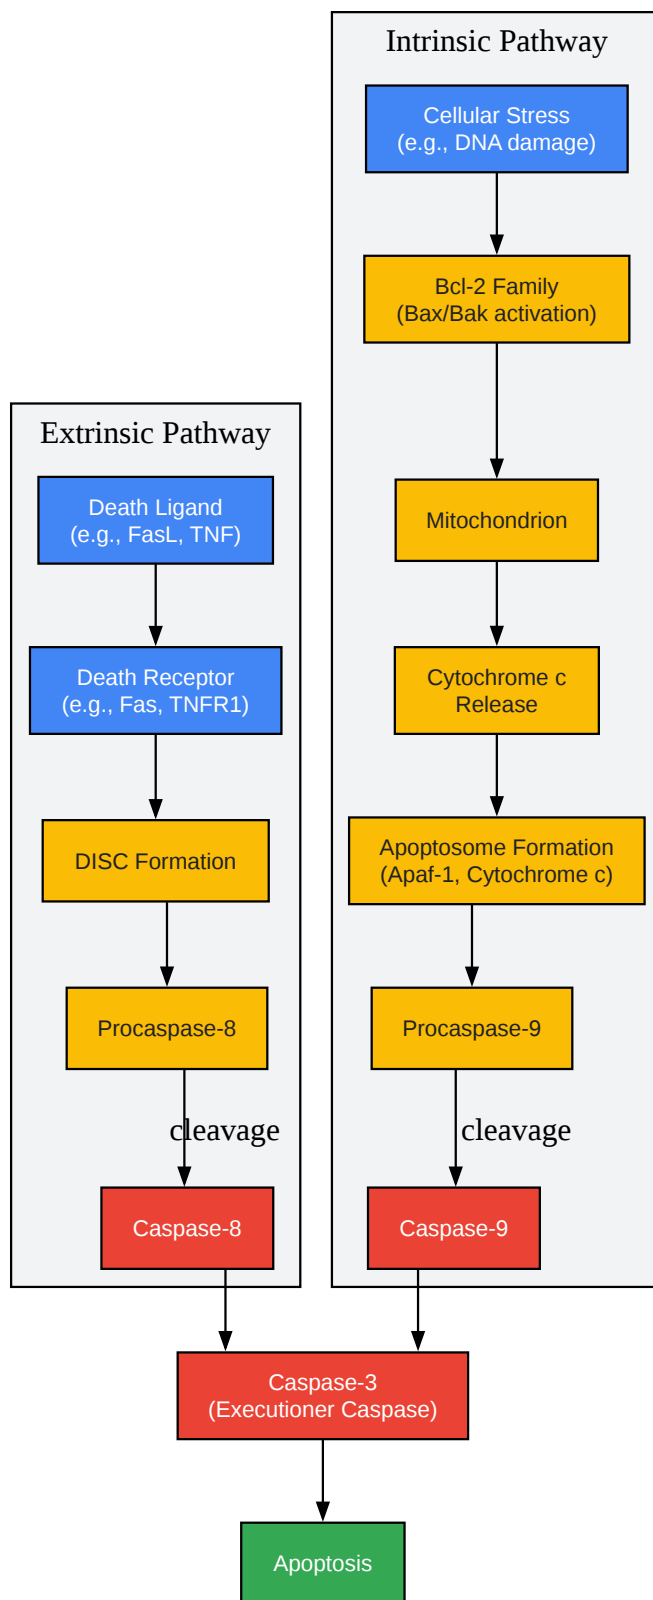 Intrinsic Pathway
Cellular Stress
(e.g., DNA damage)
Bcl-2 Family
(Bax/Bak activation)
Mitochondrion
Cytochrome c
Release
Apoptosome Formation
(Apaf-1, Cytochrome c)
Procaspase-9
cleavage
Caspase-9
Extrinsic Pathway
Death Ligand
(e.g., FasL, TNF)
Death Receptor
(e.g., Fas, TNFR1)
DISC Formation
Procaspase-8
cleavage
Caspase-8
Caspase-3
(Executioner Caspase)
Apoptosis